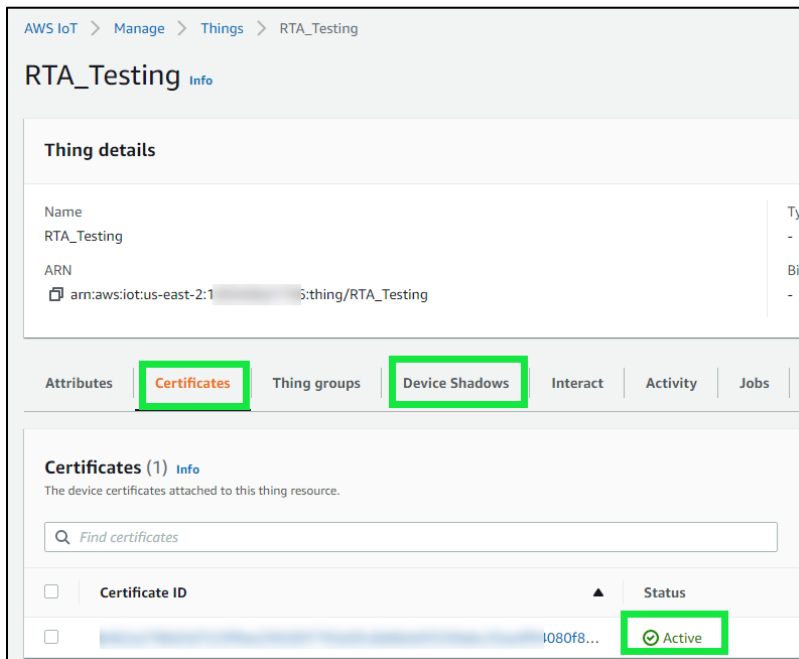 AWS IoT > Manage > Things > RTA_Testing
RTA_Testing Info
Thing details
Name
RTA_Testing
ARN
arn:aws:iot:us-east-2:1 :thing/RTA_Testing
-
-
Attributes Certificates Thing groups Device Shadows Interact Activity Jobs
Certificates (1) Info
The device certificates attached to this thing resource.
Find certificates
Certificate ID Status
4080f8... Active